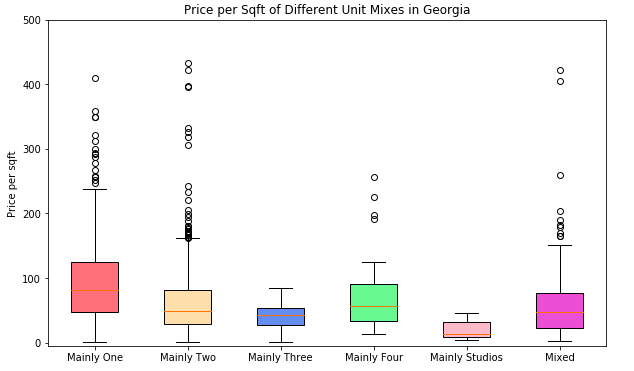 Price per Sqft of Different Unit Mixes in Georgia
Price per sqft
500
400
300
200
100
0
Mainly One Mainly Two Mainly Three Mainly Four Mainly Studios Mixed